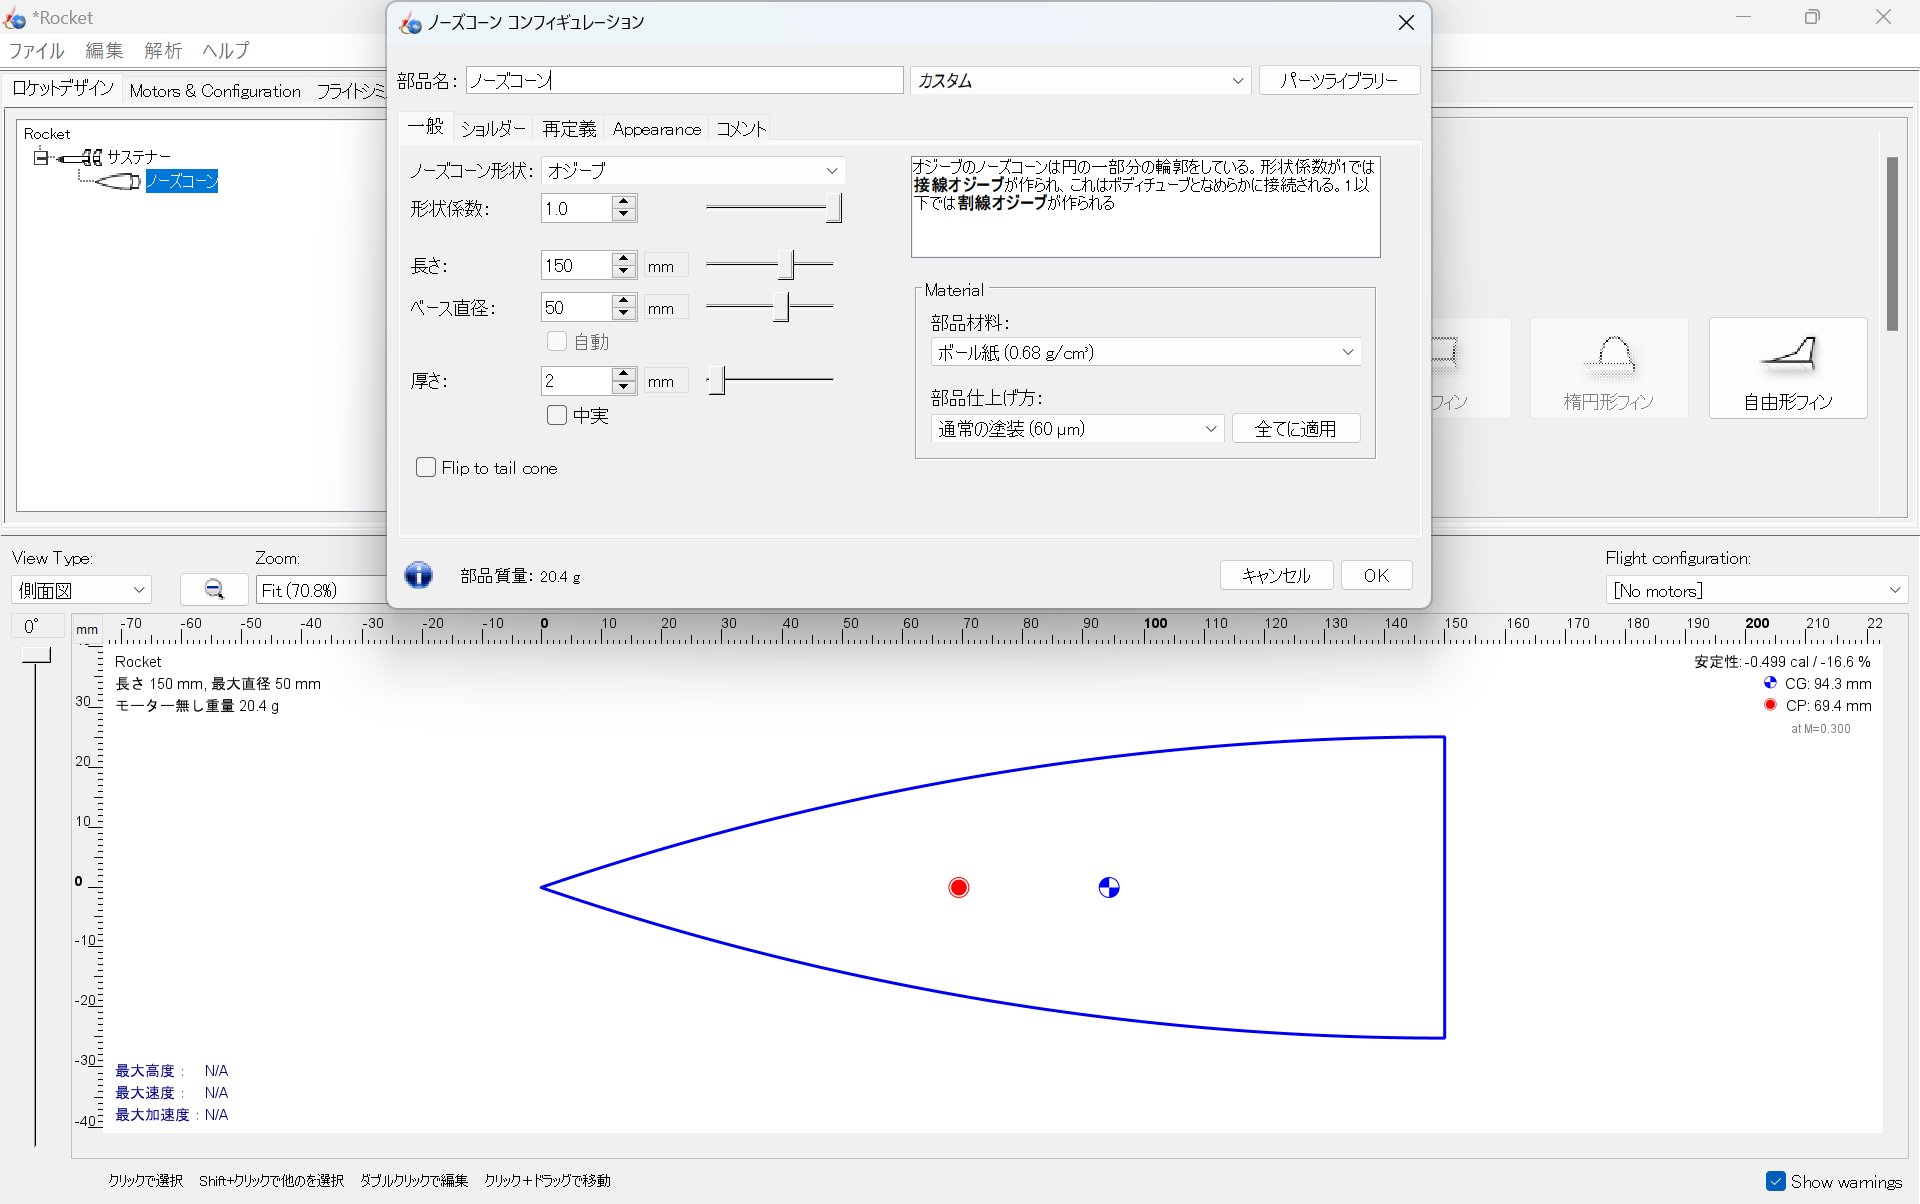 *Rocket
ファイル 編集 解析 ヘルプ
ロケットデザイン Motors & Configuration フライトシミ
Rocket
サステナー
ノーズコーン
ノーズコーン コンフィギュレーション
部品名: ノーズコーン カスタム パーツライブラリー
一般 ショルダー 再定義 Appearance コメント
ノーズコーン形状: オジーブ
形状係数: 1.0
長さ: 150 mm
ベース直径: 50 mm
自動
厚さ: 2 mm
中実
Flip to tail cone
オジーブのノーズコーンは円の一部分の輪郭をしている。形状係数が1では
接線オジーブが作られ、これはボディチューブとなめらかに接続される。1以
下では割線オジーブが作られる
Material
部品材料:
ボール紙 (0.68 g/cm³)
部品仕上げ方:
通常の塗装 (60 μm) 全てに適用
部品質量: 20.4 g
キャンセル OK
フィン 楕円形フィン 自由形フィン
View Type: Zoom: Flight configuration:
側面図 Fit (70.8%) [No motors]
0°
mm -70 -60 -50 -40 -30 -20 -10 0 10 20 30 40 50 60 70 80 90 100 110 120 130 140 150 160 170 180 190 200 210 22
30
20
10
0
-10
-20
-30
-40
Rocket
長さ 150 mm, 最大直径 50 mm
モーター無し重量 20.4 g
安定性:-0.499 cal / -16.6 %
CG: 94.3 mm
CP: 69.4 mm
at M=0.300
最大高度： N/A
最大速度： N/A
最大加速度：N/A
クリックで選択 Shift+クリックで他のを選択 ダブルクリックで編集 クリック＋ドラッグで移動
Show warnings